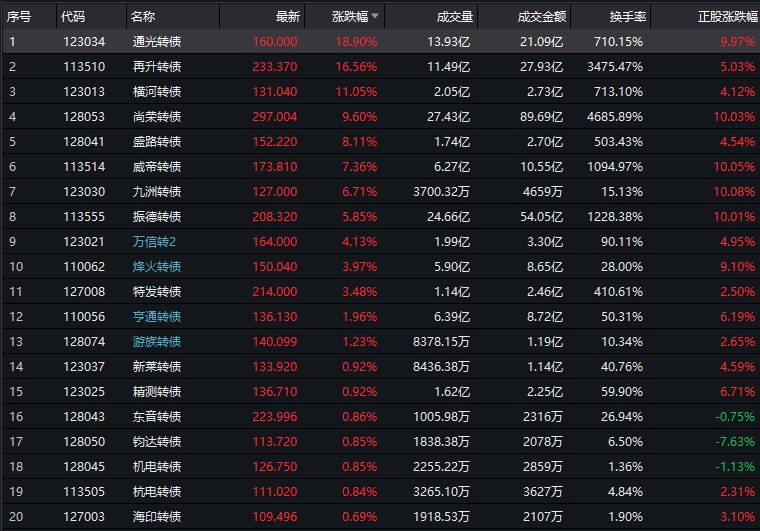 序号 代码 名称 最新 涨跌幅 成交量 成交金额 换手率 正股涨跌幅
1 123034 通光转债 160.000 18.90% 13.93亿 21.09亿 710.15% 9.97%
2 113510 再升转债 233.370 16.56% 11.49亿 27.93亿 3475.47% 5.03%
3 123013 横河转债 131.040 11.05% 2.05亿 2.73亿 713.10% 4.12%
4 128053 尚荣转债 297.004 9.60% 27.43亿 89.69亿 4685.89% 10.03%
5 128041 盛路转债 152.220 8.11% 1.74亿 2.70亿 503.43% 4.54%
6 113514 威帝转债 173.810 7.36% 6.27亿 10.55亿 1094.97% 10.05%
7 123030 九洲转债 127.000 6.71% 3700.32万 4659万 15.13% 10.08%
8 113555 振德转债 208.320 5.85% 24.66亿 54.05亿 1228.38% 10.01%
9 123021 万信转2 164.000 4.13% 1.99亿 3.30亿 90.11% 4.95%
10 110062 烽火转债 150.040 3.97% 5.90亿 8.65亿 28.00% 9.10%
11 127008 特发转债 214.000 3.48% 1.14亿 2.46亿 410.61% 2.50%
12 110056 亨通转债 136.130 1.96% 6.39亿 8.72亿 50.31% 6.19%
13 128074 游族转债 140.099 1.23% 8378.15万 1.19亿 10.34% 2.65%
14 123037 新莱转债 133.920 0.92% 8436.38万 1.14亿 40.76% 4.59%
15 123025 精测转债 136.710 0.92% 1.62亿 2.25亿 59.90% 6.71%
16 128043 东音转债 223.996 0.86% 1005.98万 2316万 26.94% -0.75%
17 128050 钧达转债 113.720 0.85% 1838.38万 2078万 6.50% -7.63%
18 128045 机电转债 126.750 0.85% 2255.22万 2859万 1.36% -1.13%
19 113505 杭电转债 111.020 0.84% 3265.10万 3627万 4.84% 2.31%
20 127003 海印转债 109.496 0.69% 1918.53万 2107万 1.90% 3.10%